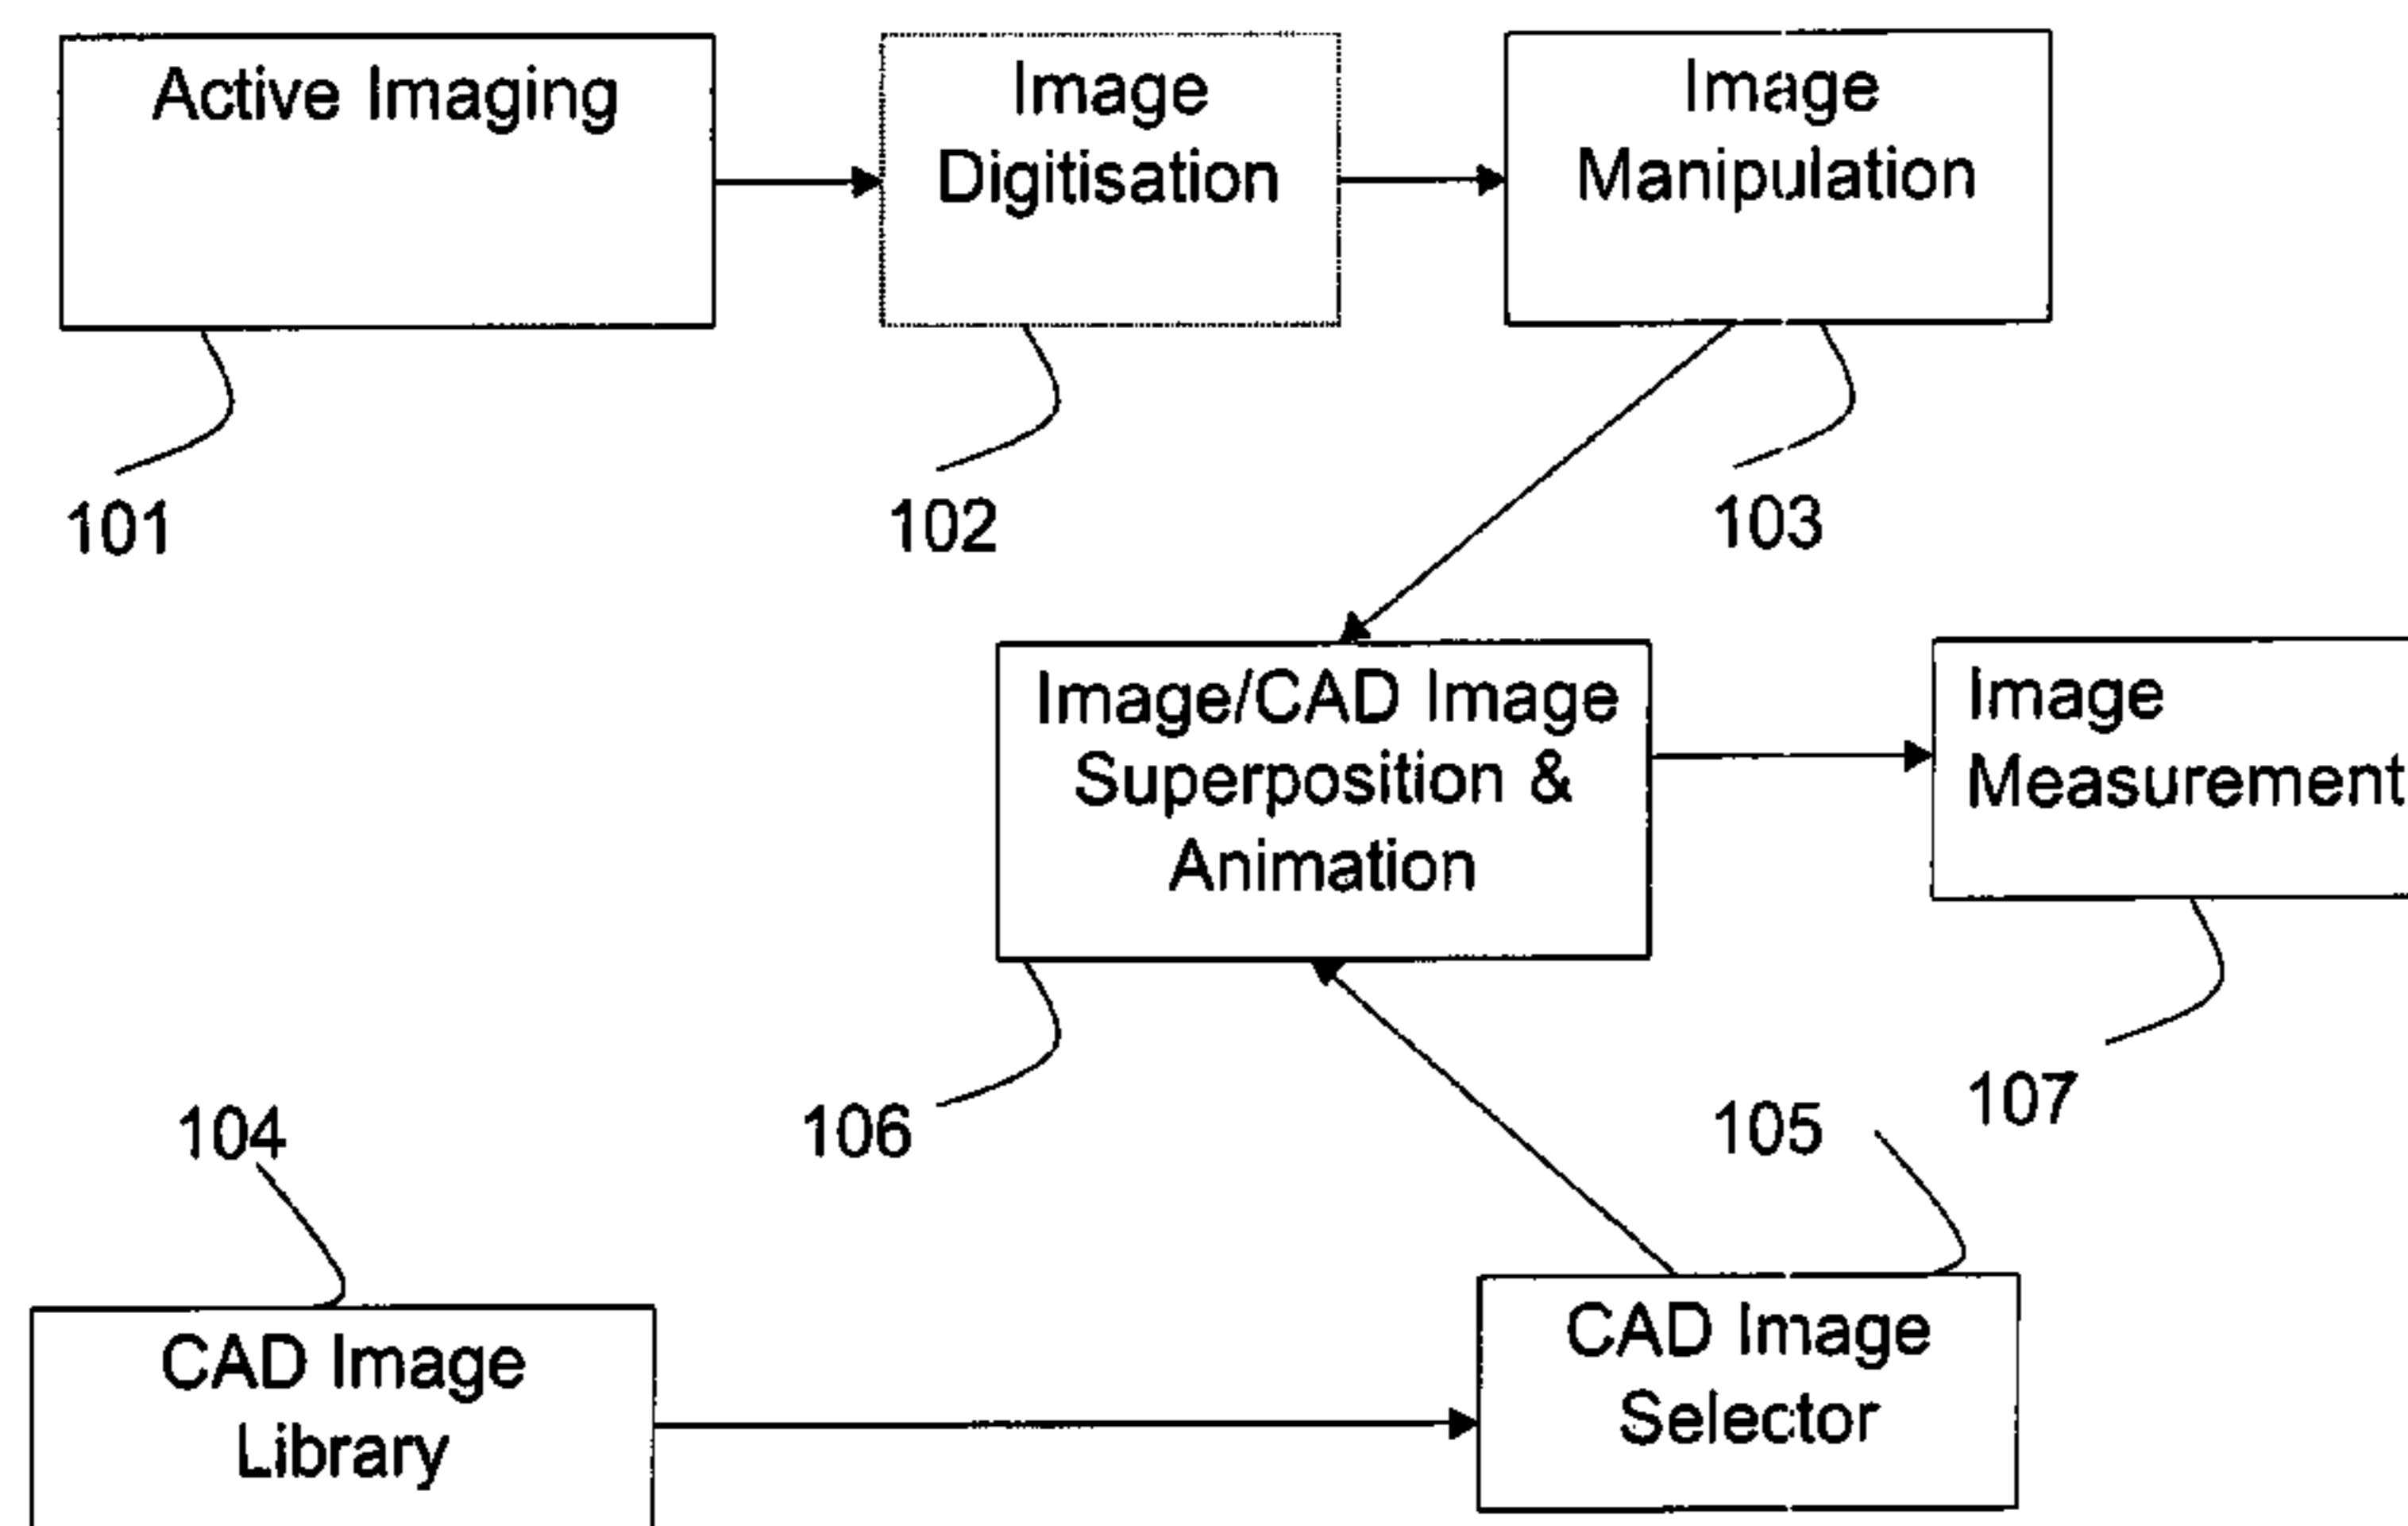 Active Imaging
Image
Digitisation
Image
Manipulation
101
102
103
Image/CAD Image
Superposition &
Animation
Image
Measurement
104
106
105
107
CAD Image
Library
CAD Image
Selector